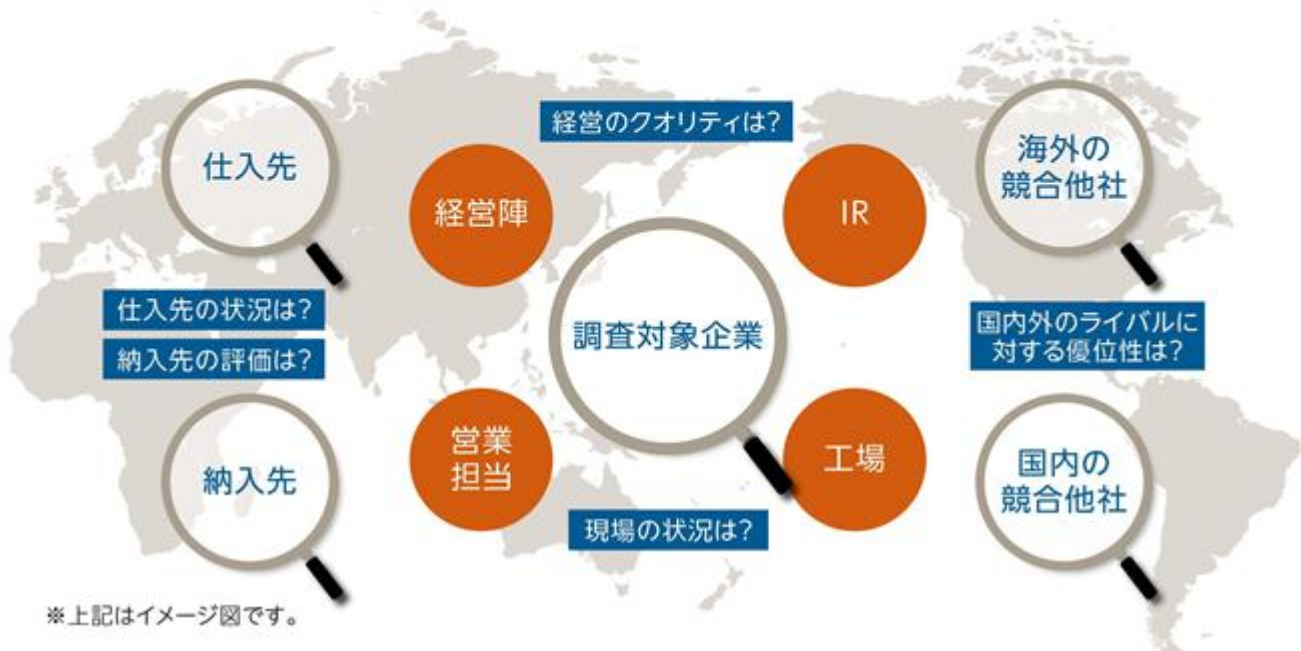 経営のクオリティは?
仕入先
経営陣
IR
海外の
競合他社
仕入先の状況は?
納入先の評価は?
調査対象企業
国内外のライバルに
対する優位性は?
納入先
営業
担当
工場
国内の
競合他社
現場の状況は?
※上記はイメージ図です。